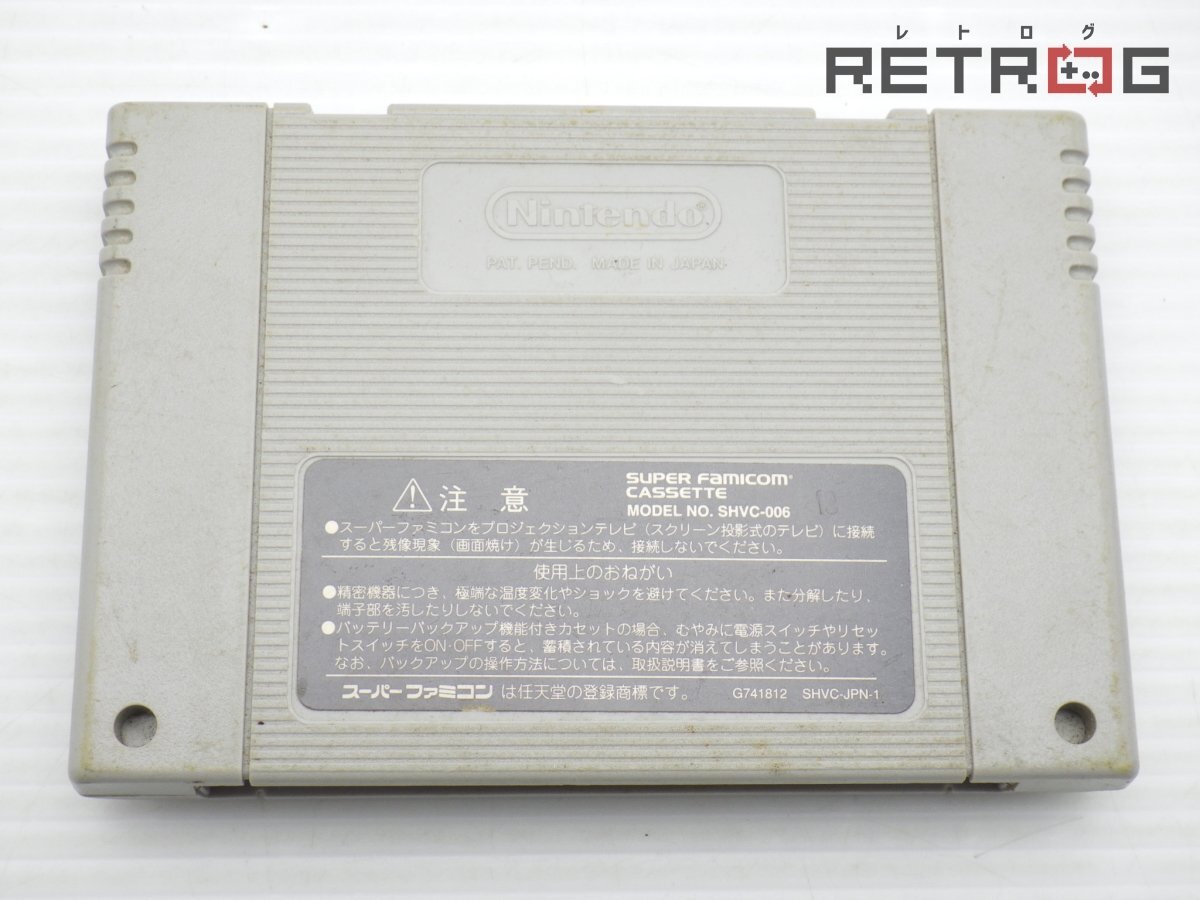 レトログ
RETROG
Nintendo®
PAT. PEND. MADE IN JAPAN
⚠注 意
SUPER FAMICOM®
CASSETTE
MODEL NO. SHVC-006
●スーパーファミコンをプロジェクションテレビ（スクリーン投影式のテレビ）に接続
すると残像現象（画面焼け）が生じるため、接続しないでください。
使用上のおねがい
●精密機器につき、極端な温度変化やショックを避けてください。また分解したり、
端子部を汚したりしないでください。
●バッテリーバックアップ機能付きカセットの場合、むやみに電源スイッチやリセッ
トスイッチをON-OFFすると、蓄積されている内容が消えてしまうことがあります。
なお、バックアップの操作方法については、取扱説明書をご参照ください。
スーパーファミコン は任天堂の登録商標です。
G741812 SHVC-JPN-1